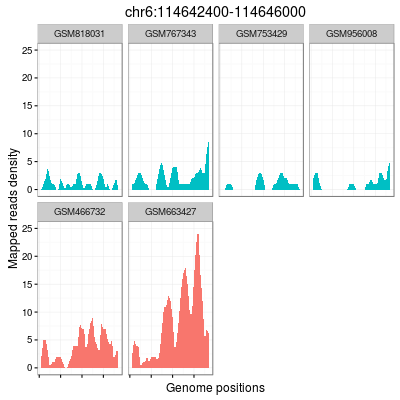 chr6:114642400-114646000
GSM818031 GSM767343 GSM753429 GSM956008
25
20
15
10
5
0
Mapped reads density
GSM466732 GSM663427
25
20
15
10
5
0
Genome positions